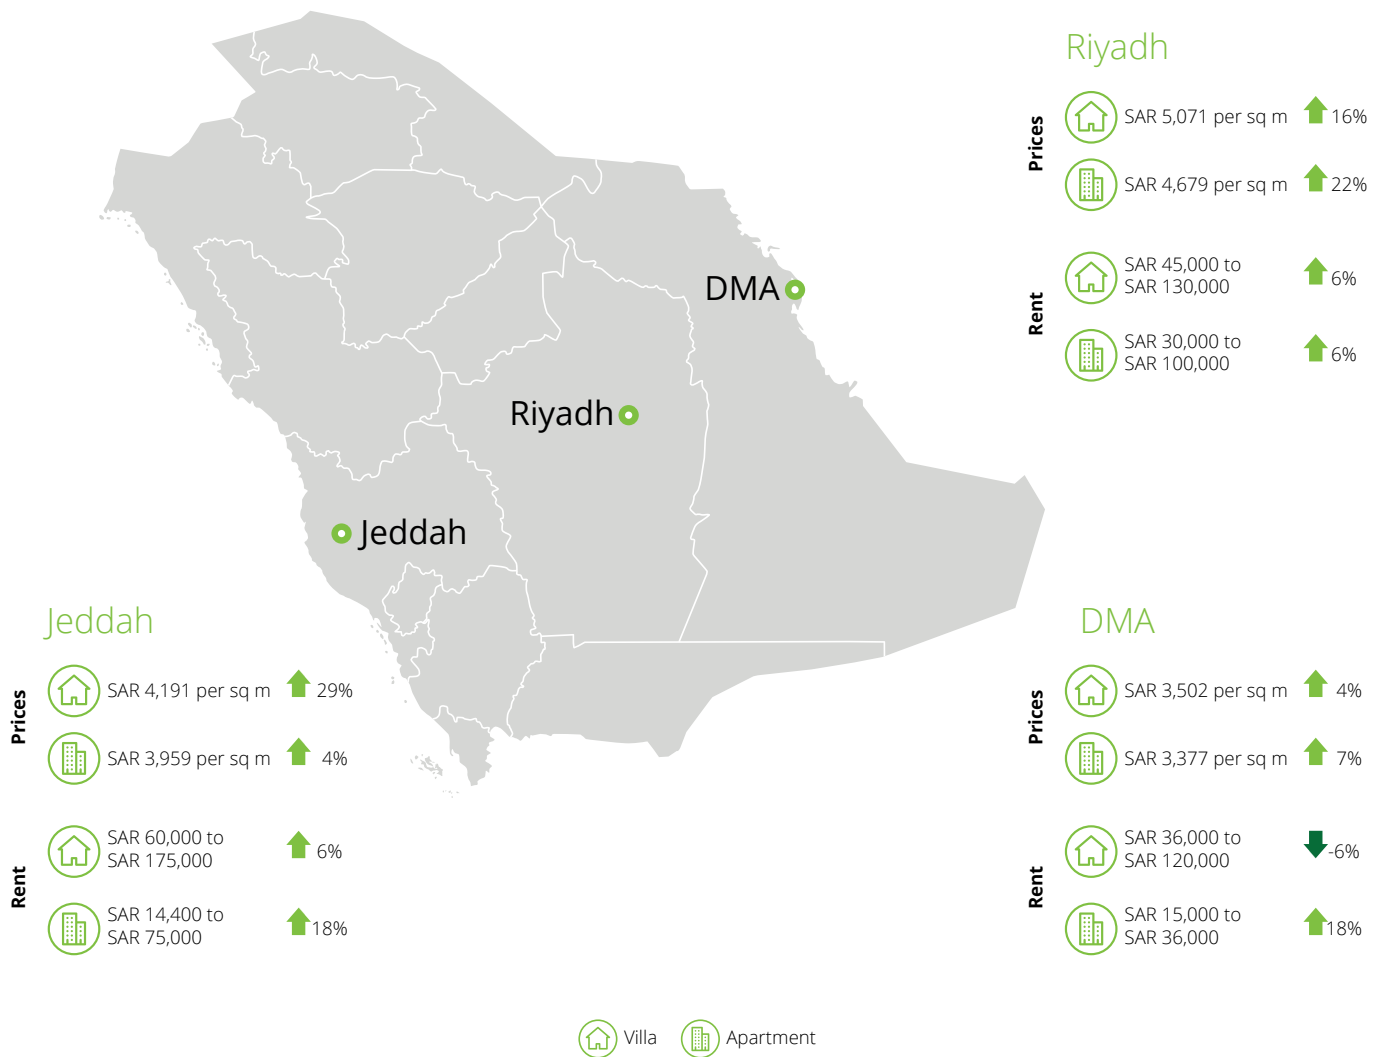 Riyadh
Prices
SAR 5,071 per sq m
16%
SAR 4,679 per sq m
22%
Rent
SAR 45,000 to
SAR 130,000
6%
SAR 30,000 to
SAR 100,000
6%
DMA
Riyadh
Jeddah
Jeddah
Prices
SAR 4,191 per sq m
29%
SAR 3,959 per sq m
4%
Rent
SAR 60,000 to
SAR 175,000
6%
SAR 14,400 to
SAR 75,000
18%
DMA
Prices
SAR 3,502 per sq m
4%
SAR 3,377 per sq m
7%
Rent
SAR 36,000 to
SAR 120,000
-6%
SAR 15,000 to
SAR 36,000
18%
Villa
Apartment